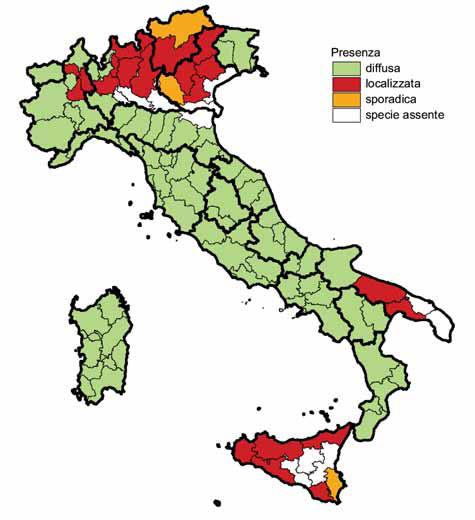 Presenza
diffusa
localizzata
sporadica
specie assente